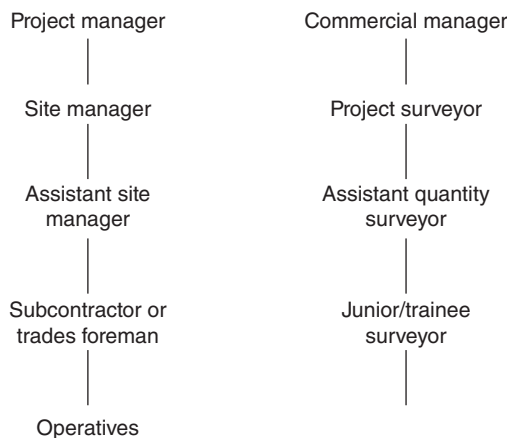 Project manager
Commercial manager
Site manager
Project surveyor
Assistant site
manager
Assistant quantity
surveyor
Subcontractor or
trades foreman
Junior/trainee
surveyor
Operatives